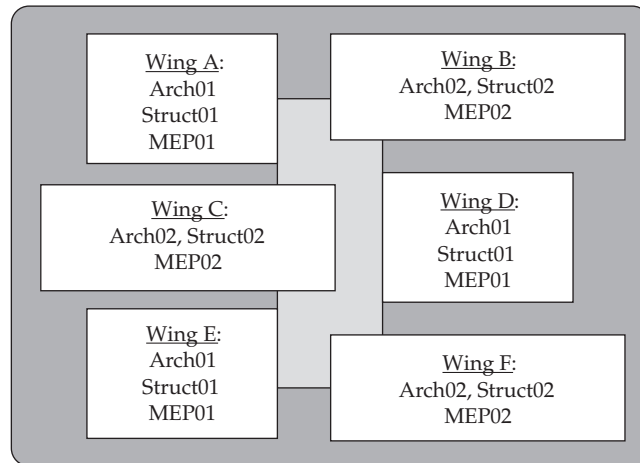 Wing A:
Arch01
Struct01
MEP01
Wing B:
Arch02, Struct02
MEP02
Wing C:
Arch02, Struct02
MEP02
Wing D:
Arch01
Struct01
MEP01
Wing E:
Arch01
Struct01
MEP01
Wing F:
Arch02, Struct02
MEP02